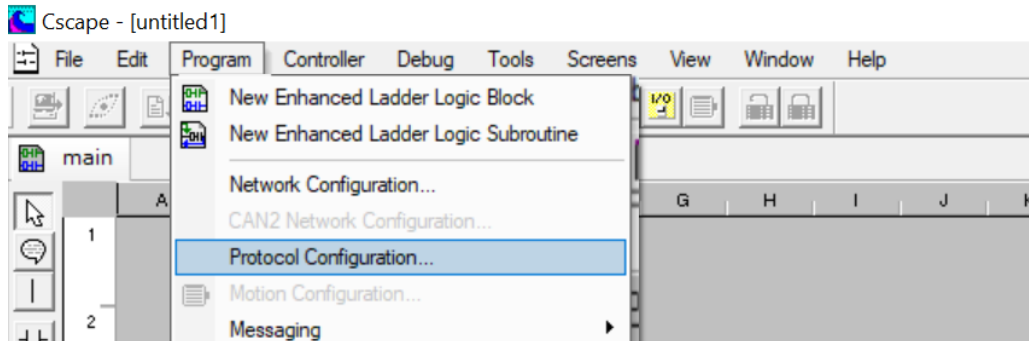 Cscape - [untitled1]
File Edit Program Controller Debug Tools Screens View Window Help
New Enhanced Ladder Logic Block
I/O
New Enhanced Ladder Logic Subroutine
main
Network Configuration...
A G H I J
CAN2 Network Configuration...
1
Protocol Configuration...
Motion Configuration...
2
Messaging